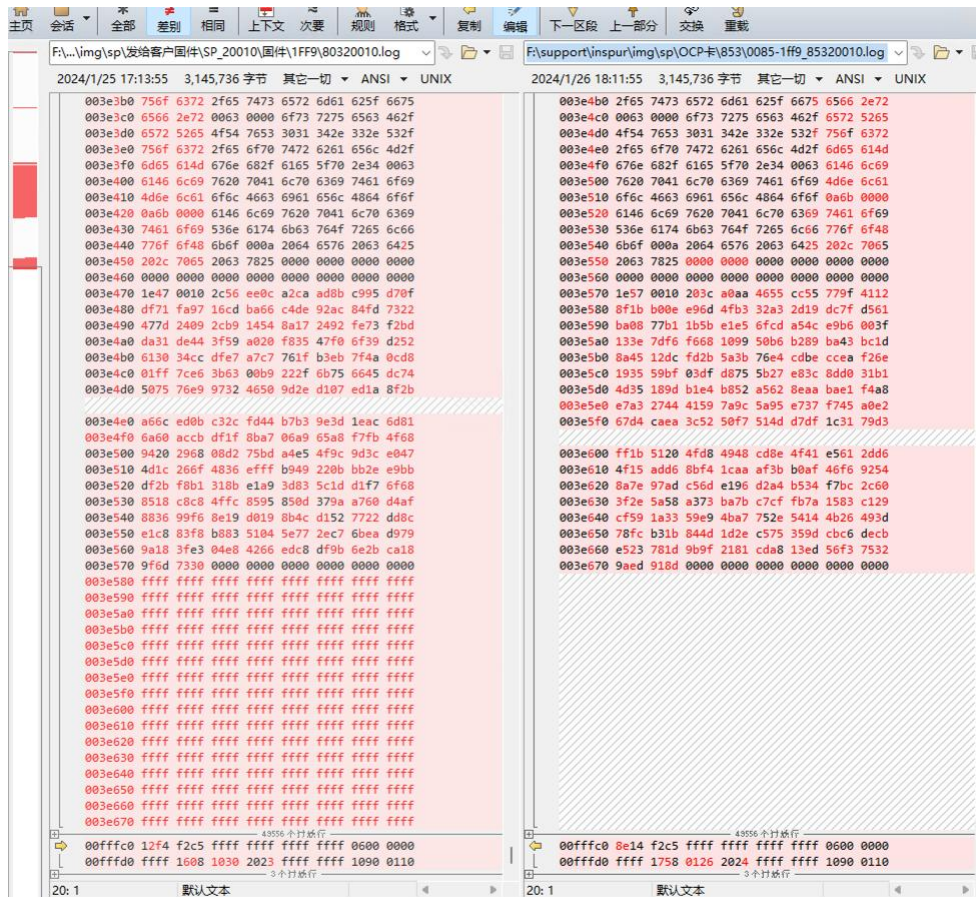 主页 会话 全部 差别 相同 上下文 次要 规则 格式 复制 编辑 下一区段 上一部分 交换 重载
F:\...\img\sp\发给客户固件\SP_20010\固件\1FF9\80320010.log
F:\support\inspur\img\sp\OCP卡\853\0085-1ff9_85320010.log
2024/1/25 17:13:55 3,145,736 字节 其它一切 ANSI UNIX
2024/1/26 18:11:55 3,145,736 字节 其它一切 ANSI UNIX
003e3b0 756f 6372 2f65 7473 6572 6d61 625f 6675
003e3c0 6566 2e72 0063 0000 6f73 7275 6563 462f
003e3d0 6572 5265 4f54 7653 3031 342e 332e 532f
003e3e0 756f 6372 2f65 6f70 7472 6261 656c 4d2f
003e3f0 6d65 614d 676e 682f 6165 5f70 2e34 0063
003e400 6146 6c69 7620 7041 6c70 6369 7461 6f69
003e410 4d6e 6c61 6f6c 4663 6961 656c 4864 6f6f
003e420 0a6b 0000 6146 6c69 7620 7041 6c70 6369
003e430 7461 6f69 536e 6174 6b63 764f 7265 6c66
003e440 776f 6f48 6b6f 000a 2064 6576 2063 6425
003e450 202c 7065 2063 7825 0000 0000 0000 0000
003e460 0000 0000 0000 0000 0000 0000 0000 0000
003e470 1e47 0010 2c56 ee0c a2ca ad8b c995 d70f
003e480 df71 fa97 16cd ba66 c4de 92ac 84fd 7322
003e490 477d 2409 2cb9 1454 8a17 2492 fe73 f2bd
003e4a0 da31 de44 3f59 a020 f835 47f0 6f39 d252
003e4b0 6130 34cc dfe7 a7c7 761f b3eb 7f4a 0cd8
003e4c0 01ff 7ce6 3b63 00b9 222f 6b75 6645 dc74
003e4d0 5075 76e9 9732 4650 9d2e d107 ed1a 8f2b
003e4e0 a66c ed0b c32c fd44 b7b3 9e3d 1eac 6d81
003e4f0 6a60 accb df1f 8ba7 06a9 65a8 f7fb 4f68
003e500 9420 2968 08d2 75bd a4e5 4f9c 9d3c e047
003e510 4d1c 266f 4836 efff b949 220b bb2e e9bb
003e520 df2b f8b1 318b e1a9 3d83 5c1d d1f7 6f68
003e530 8518 c8c8 4ffc 8595 850d 379a a760 d4af
003e540 8836 99f6 8e19 d019 8b4c d152 7722 dd8c
003e550 e1c8 83f8 b883 5104 5e77 2ec7 6bea d979
003e560 9a18 3fe3 04e8 4266 edc8 df9b 6e2b ca18
003e570 9f6d 7330 0000 0000 0000 0000 0000 0000
003e580 ffff ffff ffff ffff ffff ffff ffff ffff
003e590 ffff ffff ffff ffff ffff ffff ffff ffff
003e5a0 ffff ffff ffff ffff ffff ffff ffff ffff
003e5b0 ffff ffff ffff ffff ffff ffff ffff ffff
003e5c0 ffff ffff ffff ffff ffff ffff ffff ffff
003e5d0 ffff ffff ffff ffff ffff ffff ffff ffff
003e5e0 ffff ffff ffff ffff ffff ffff ffff ffff
003e5f0 ffff ffff ffff ffff ffff ffff ffff ffff
003e600 ffff ffff ffff ffff ffff ffff ffff ffff
003e610 ffff ffff ffff ffff ffff ffff ffff ffff
003e620 ffff ffff ffff ffff ffff ffff ffff ffff
003e630 ffff ffff ffff ffff ffff ffff ffff ffff
003e640 ffff ffff ffff ffff ffff ffff ffff ffff
003e650 ffff ffff ffff ffff ffff ffff ffff ffff
003e660 ffff ffff ffff ffff ffff ffff ffff ffff
003e670 ffff ffff ffff ffff ffff ffff ffff ffff
49556 个过滤行
00fffc0 12f4 f2c5 ffff ffff ffff ffff 0600 0000
00fffd0 ffff 1608 1030 2023 ffff ffff 1090 0110
3个过滤行
20: 1 默认文本
003e4b0 2f65 7473 6572 6d61 625f 6675 6566 2e72
003e4c0 0063 0000 6f73 7275 6563 462f 6572 5265
003e4d0 4f54 7653 3031 342e 332e 532f 756f 6372
003e4e0 2f65 6f70 7472 6261 656c 4d2f 6d65 614d
003e4f0 676e 682f 6165 5f70 2e34 0063 6146 6c69
003e500 7620 7041 6c70 6369 7461 6f69 4d6e 6c61
003e510 6f6c 4663 6961 656c 4864 6f6f 0a6b 0000
003e520 6146 6c69 7620 7041 6c70 6369 7461 6f69
003e530 536e 6174 6b63 764f 7265 6c66 776f 6f48
003e540 6b6f 000a 2064 6576 2063 6425 202c 7065
003e550 2063 7825 0000 0000 0000 0000 0000 0000
003e560 0000 0000 0000 0000 0000 0000 0000 0000
003e570 1e57 0010 203c a0aa 4655 cc55 779f 4112
003e580 8f1b b00e e96d 4fb3 32a3 2d19 dc7f d561
003e590 ba08 77b1 1b5b e1e5 6fcd a54c e9b6 003f
003e5a0 133e 7df6 f668 1099 50b6 b289 ba43 bc1d
003e5b0 8a45 12dc fd2b 5a3b 76e4 cdbe ccea f26e
003e5c0 1935 59bf 03df d875 5b27 e83c 8dd0 31b1
003e5d0 4d35 189d b1e4 b852 a562 8eaa bae1 f4a8
003e5e0 e7a3 2744 4159 7a9c 5a95 e737 f745 a0e2
003e5f0 67d4 caea 3c52 50f7 514d d7df 1c31 79d3
003e600 ff1b 5120 4fd8 4948 cd8e 4f41 e561 2dd6
003e610 4f15 add6 8bf4 1caa af3b b0af 46f6 9254
003e620 8a7e 97ad c56d e196 d2a4 b534 f7bc 2c60
003e630 3f2e 5a58 a373 ba7b c7cf fb7a 1583 c129
003e640 cf59 1a33 59e9 4ba7 752e 5414 4b26 493d
003e650 78fc b31b 844d 1d2e c575 359d cbc6 decb
003e660 e523 781d 9b9f 2181 cda8 13ed 56f3 7532
003e670 9aed 918d 0000 0000 0000 0000 0000 0000
49556 个过滤行
00fffc0 8e14 f2c5 ffff ffff ffff ffff 0600 0000
00fffd0 ffff 1758 0126 2024 ffff ffff 1090 0110
3个过滤行
20: 1 默认文本